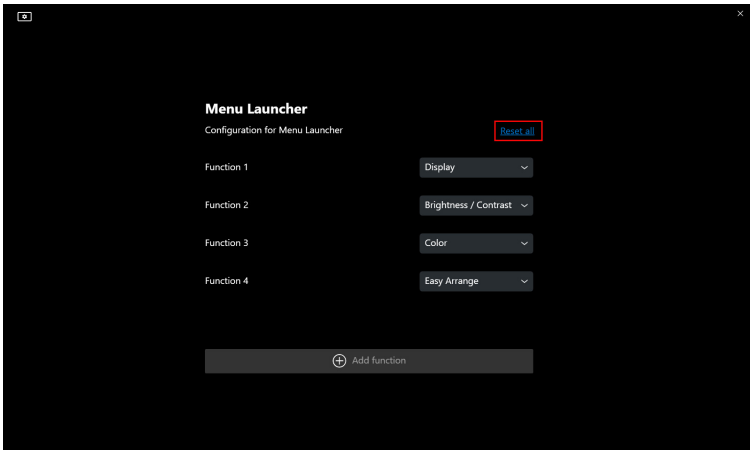 Menu Launcher
Configuration for Menu Launcher Reset all
Function 1 Display
Function 2 Brightness / Contrast
Function 3 Color
Function 4 Easy Arrange
Add function